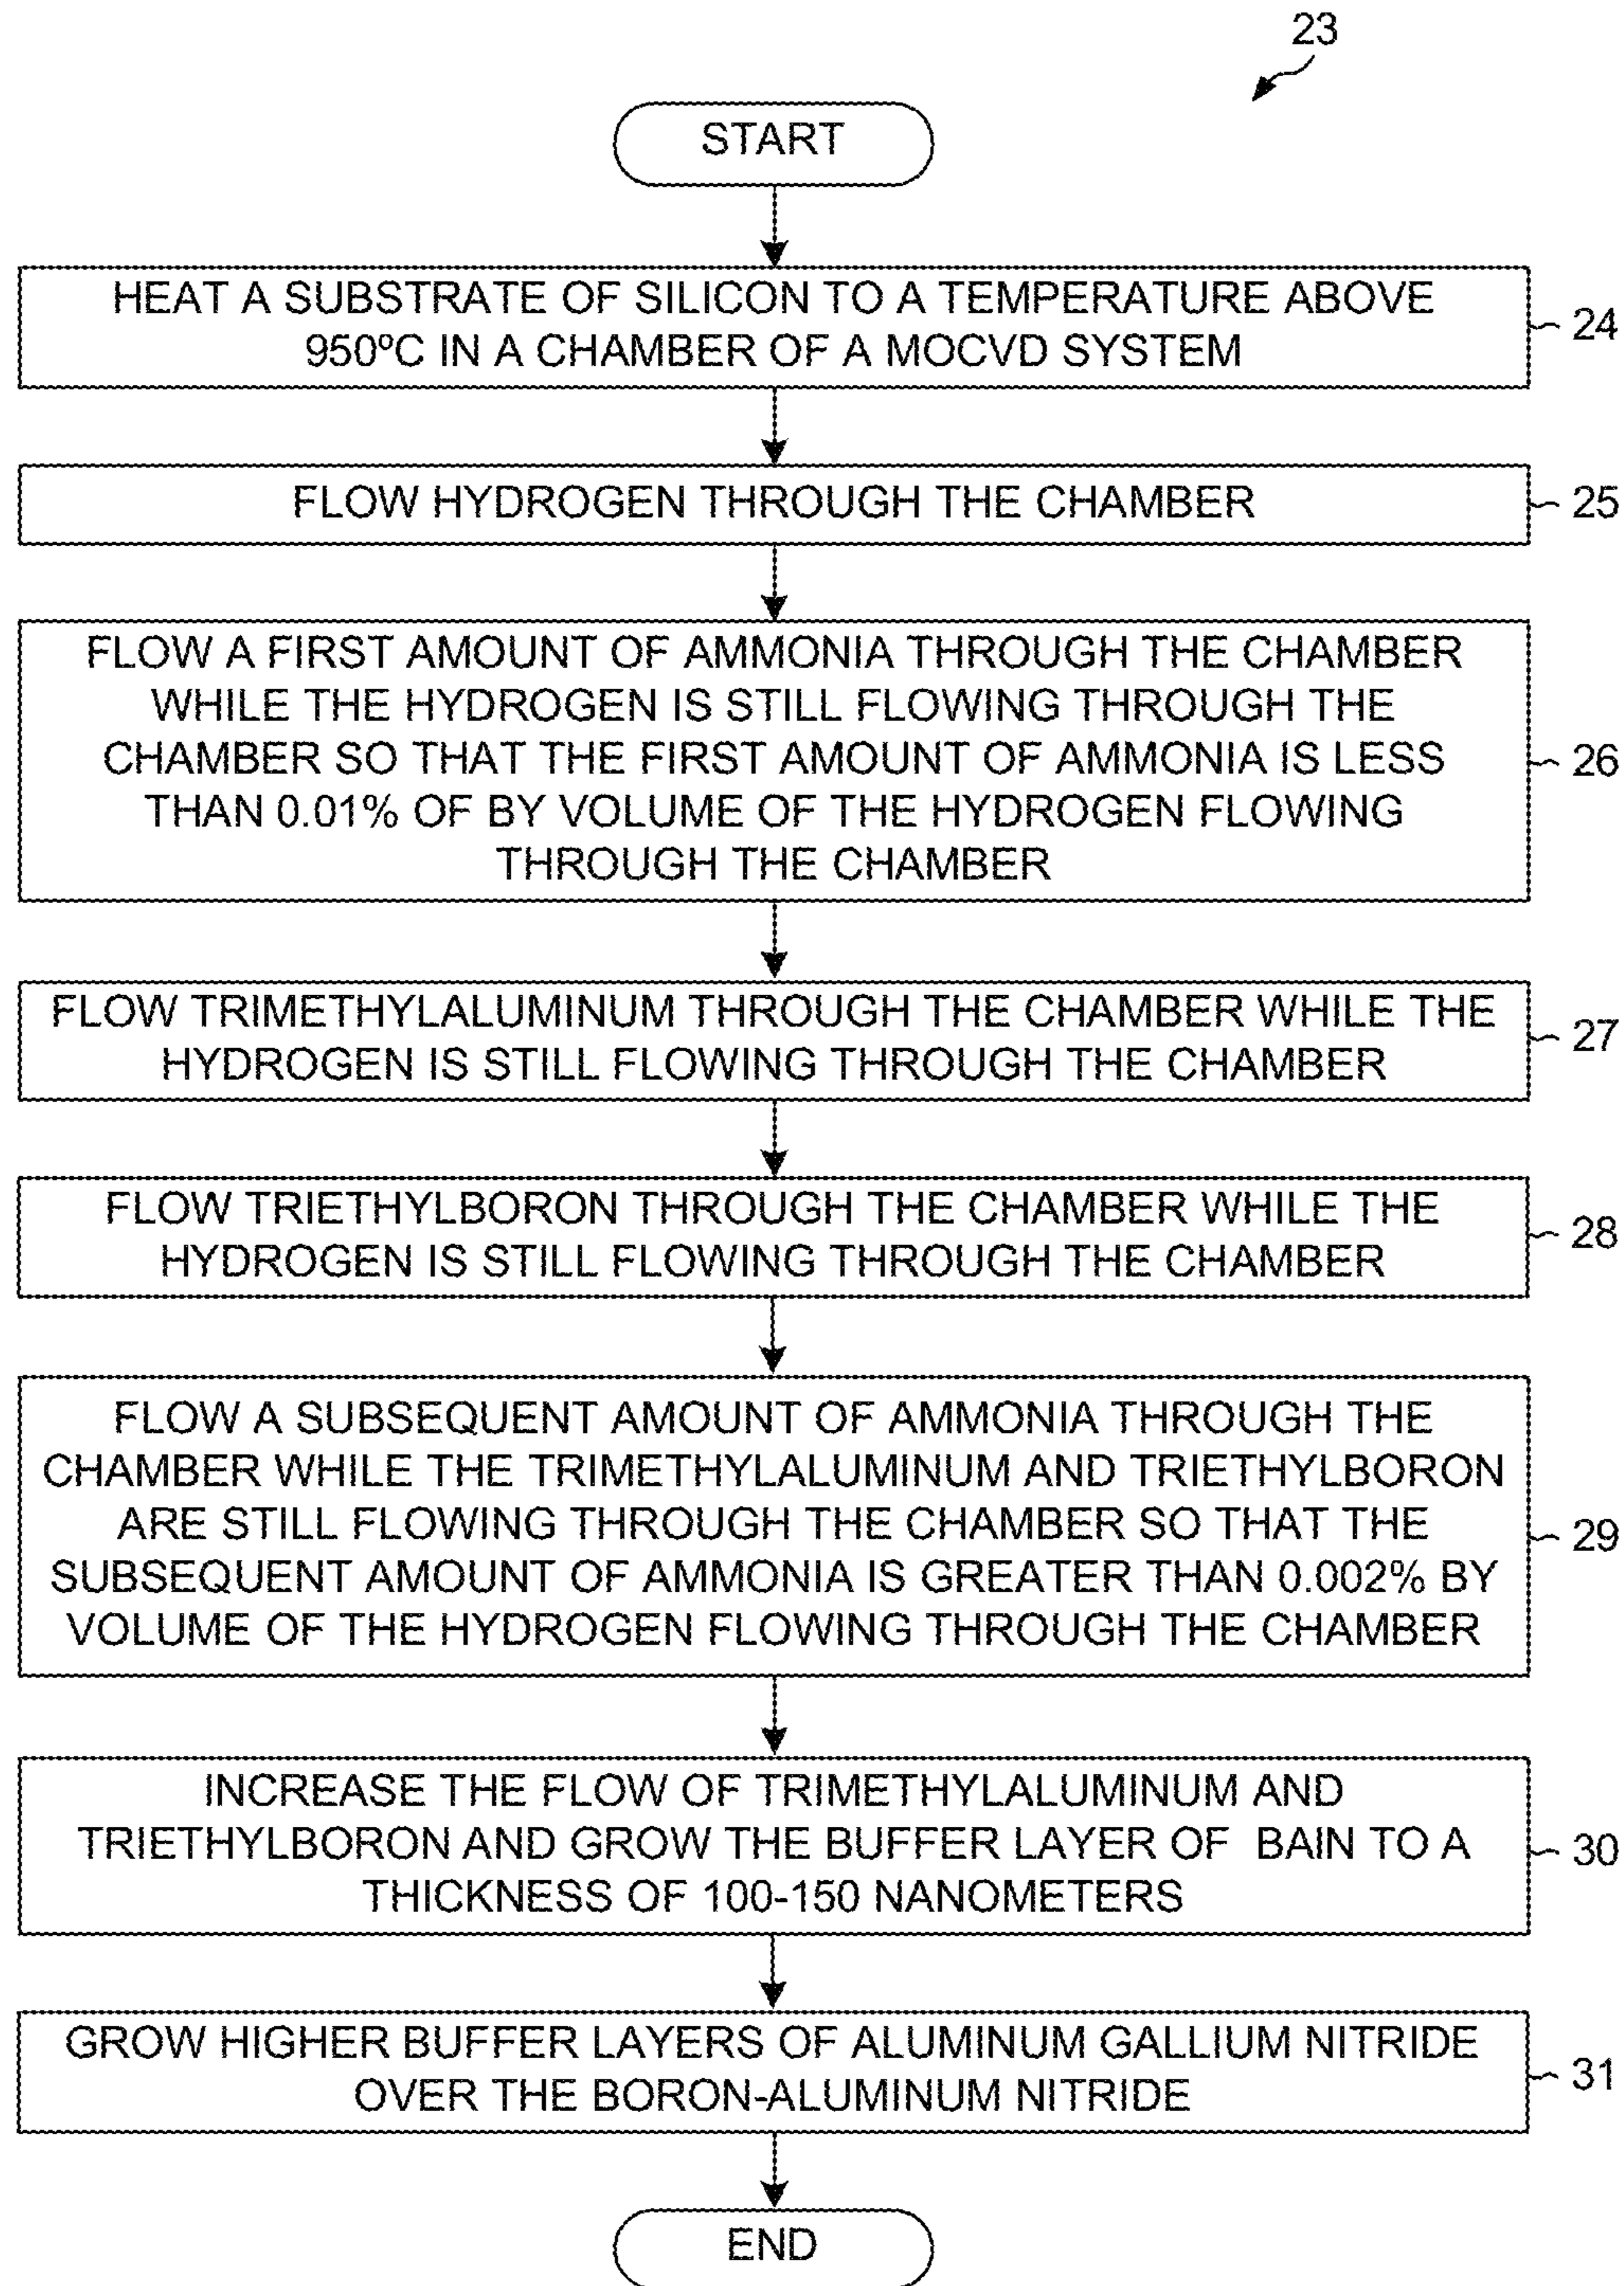 23
START
HEAT A SUBSTRATE OF SILICON TO A TEMPERATURE ABOVE
950ºC IN A CHAMBER OF A MOCVD SYSTEM
24
FLOW HYDROGEN THROUGH THE CHAMBER
25
FLOW A FIRST AMOUNT OF AMMONIA THROUGH THE CHAMBER
WHILE THE HYDROGEN IS STILL FLOWING THROUGH THE
CHAMBER SO THAT THE FIRST AMOUNT OF AMMONIA IS LESS
THAN 0.01% OF BY VOLUME OF THE HYDROGEN FLOWING
THROUGH THE CHAMBER
26
FLOW TRIMETHYLALUMINUM THROUGH THE CHAMBER WHILE THE
HYDROGEN IS STILL FLOWING THROUGH THE CHAMBER
27
FLOW TRIETHYLBORON THROUGH THE CHAMBER WHILE THE
HYDROGEN IS STILL FLOWING THROUGH THE CHAMBER
28
FLOW A SUBSEQUENT AMOUNT OF AMMONIA THROUGH THE
CHAMBER WHILE THE TRIMETHYLALUMINUM AND TRIETHYLBORON
ARE STILL FLOWING THROUGH THE CHAMBER SO THAT THE
SUBSEQUENT AMOUNT OF AMMONIA IS GREATER THAN 0.002% BY
VOLUME OF THE HYDROGEN FLOWING THROUGH THE CHAMBER
29
INCREASE THE FLOW OF TRIMETHYLALUMINUM AND
TRIETHYLBORON AND GROW THE BUFFER LAYER OF BAIN TO A
THICKNESS OF 100-150 NANOMETERS
30
GROW HIGHER BUFFER LAYERS OF ALUMINUM GALLIUM NITRIDE
OVER THE BORON-ALUMINUM NITRIDE
31
END